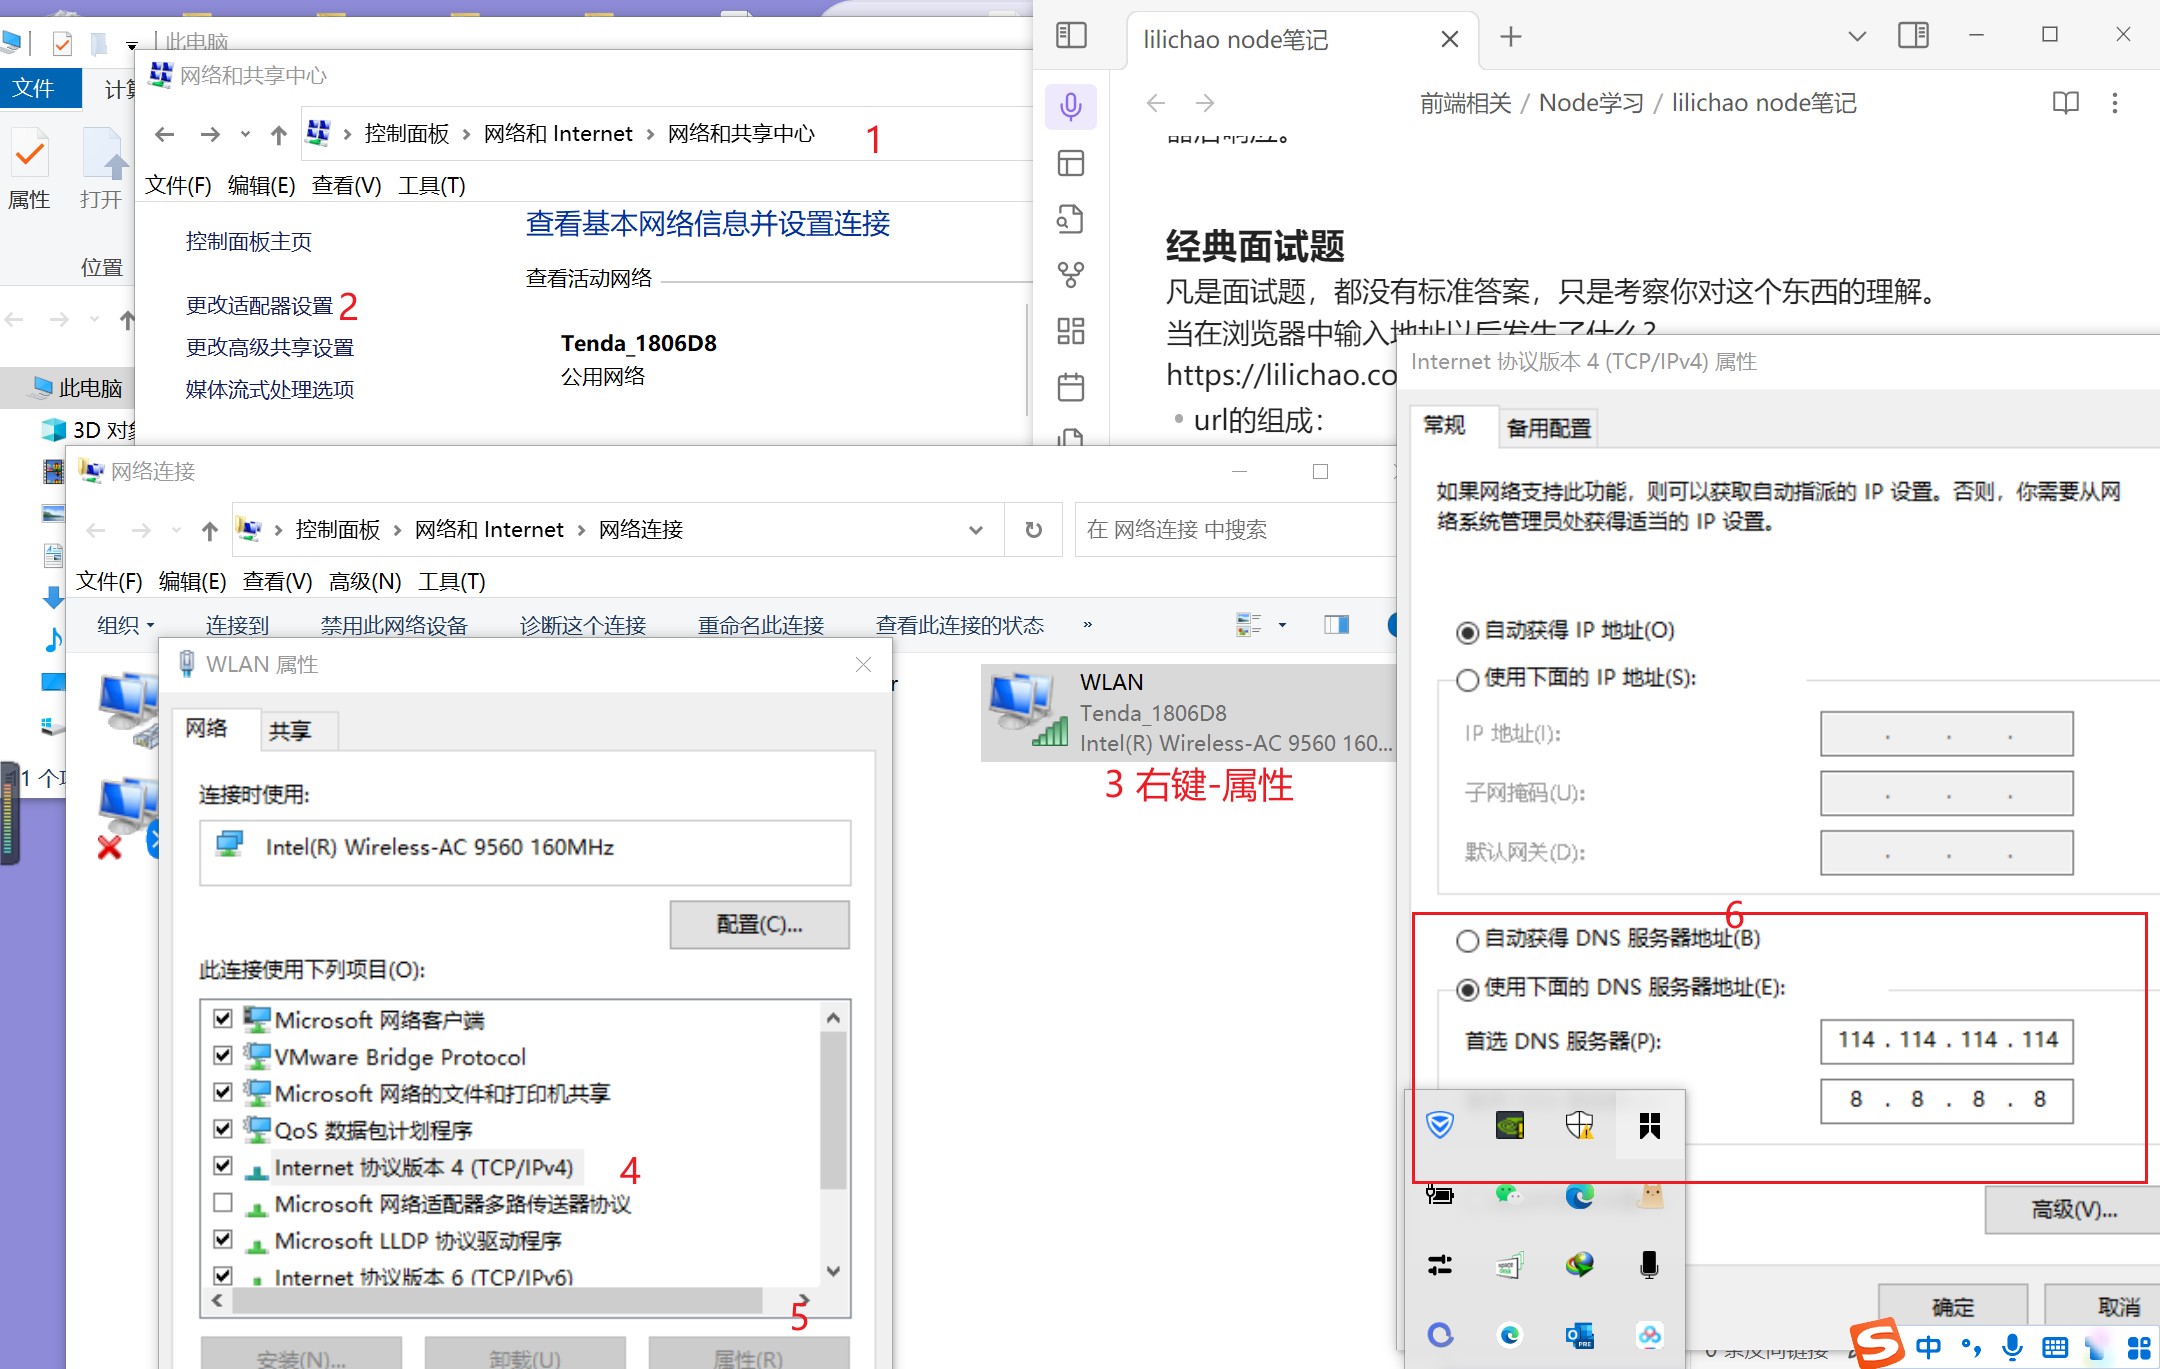 此电脑
文件
计算
属性
打开
位置
此电脑
3D 对象
11 个项
网络和共享中心
控制面板 > 网络和 Internet > 网络和共享中心
1
文件(F) 编辑(E) 查看(V) 工具(T)
控制面板主页
更改适配器设置 2
更改高级共享设置
媒体流式处理选项
查看基本网络信息并设置连接
查看活动网络
Tenda_1806D8
公用网络
lilichao node笔记
前端相关 / Node学习 / lilichao node笔记
器后响应。
经典面试题
凡是面试题，都没有标准答案，只是考察你对这个东西的理解。
当在浏览器中输入地址以后发生了什么？
https://lilichao.co
url的组成：
网络连接
控制面板 > 网络和 Internet > 网络连接
在 网络连接 中搜索
文件(F) 编辑(E) 查看(V) 高级(N) 工具(T)
组织 连接到 禁用此网络设备 诊断这个连接 重命名此连接 查看此连接的状态 »
WLAN
Tenda_1806D8
Intel(R) Wireless-AC 9560 160...
3 右键-属性
WLAN 属性
网络 共享
连接时使用:
Intel(R) Wireless-AC 9560 160MHz
配置(C)...
此连接使用下列项目(O):
Microsoft 网络客户端
VMware Bridge Protocol
Microsoft 网络的文件和打印机共享
QoS 数据包计划程序
Internet 协议版本 4 (TCP/IPv4) 4
Microsoft 网络适配器多路传送器协议
Microsoft LLDP 协议驱动程序
Internet 协议版本 6 (TCP/IPv6)
5
安装(N)... 卸载(U) 属性(R)
Internet 协议版本 4 (TCP/IPv4) 属性
常规 备用配置
如果网络支持此功能，则可以获取自动指派的 IP 设置。否则，你需要从网
络系统管理员处获得适当的 IP 设置。
自动获得 IP 地址(O)
使用下面的 IP 地址(S):
IP 地址(I):
子网掩码(U):
默认网关(D):
6
自动获得 DNS 服务器地址(B)
使用下面的 DNS 服务器地址(E):
首选 DNS 服务器(P): 114 . 114 . 114 . 114
8 . 8 . 8 . 8
高级(V)...
确定 取消
中